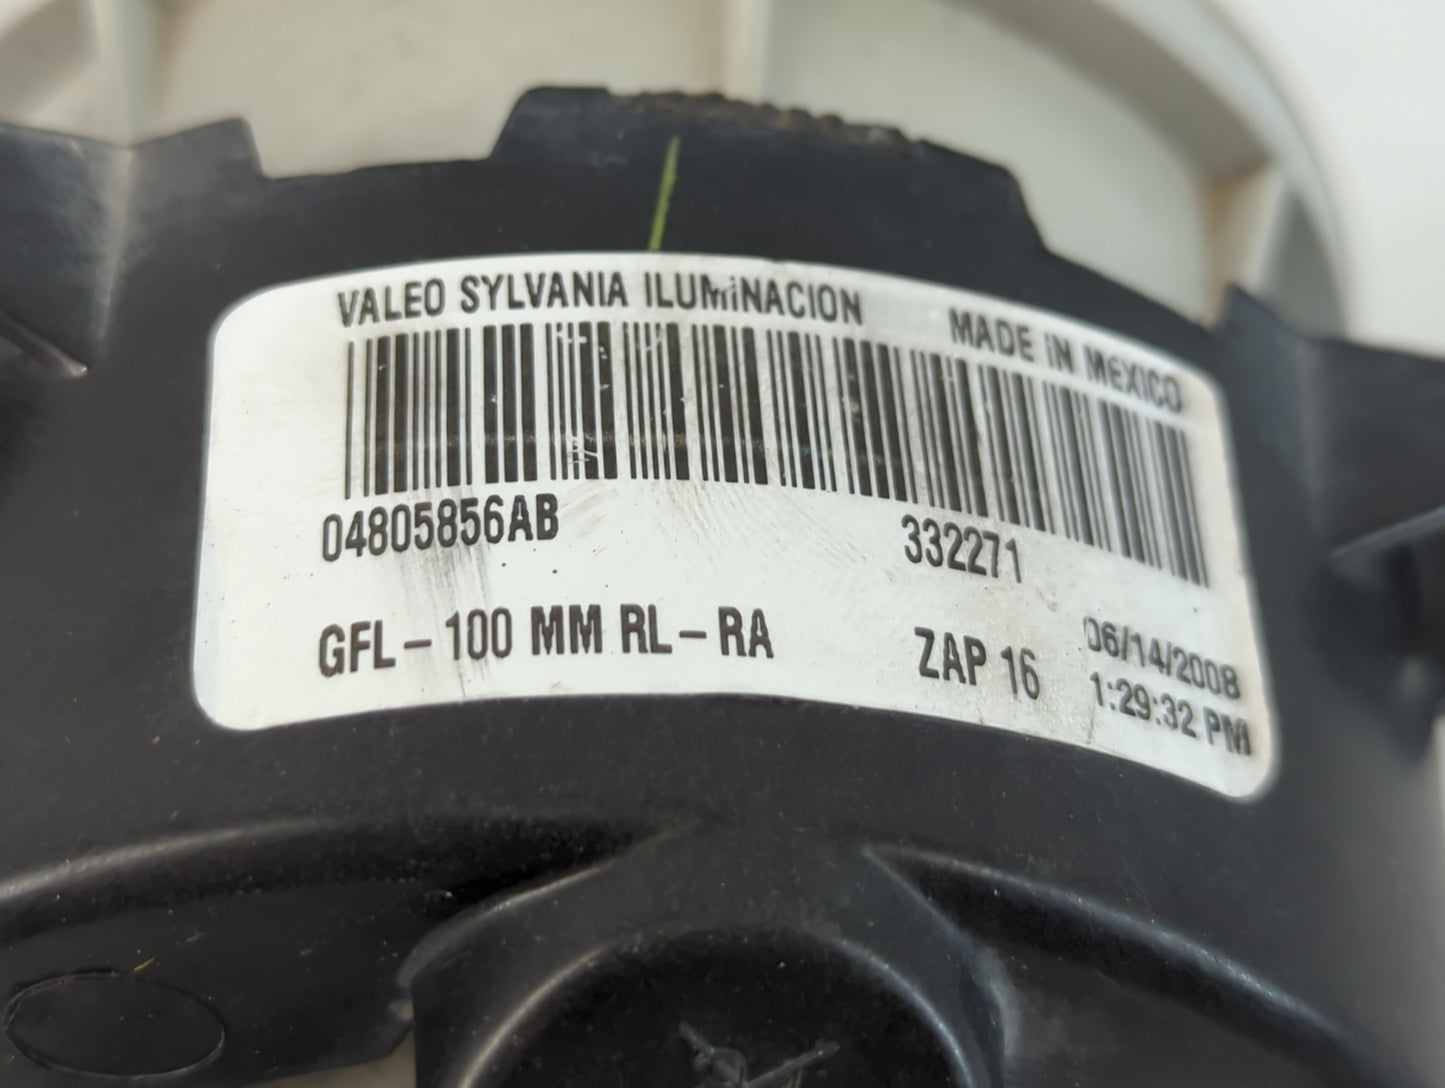 VALEO SYLVANIA ILUMINACION MADE IN MEXICO
04805856AB 332271
GFL - 100 MM RL - RA ZAP 16 06/14/2008
1:29:32 PM